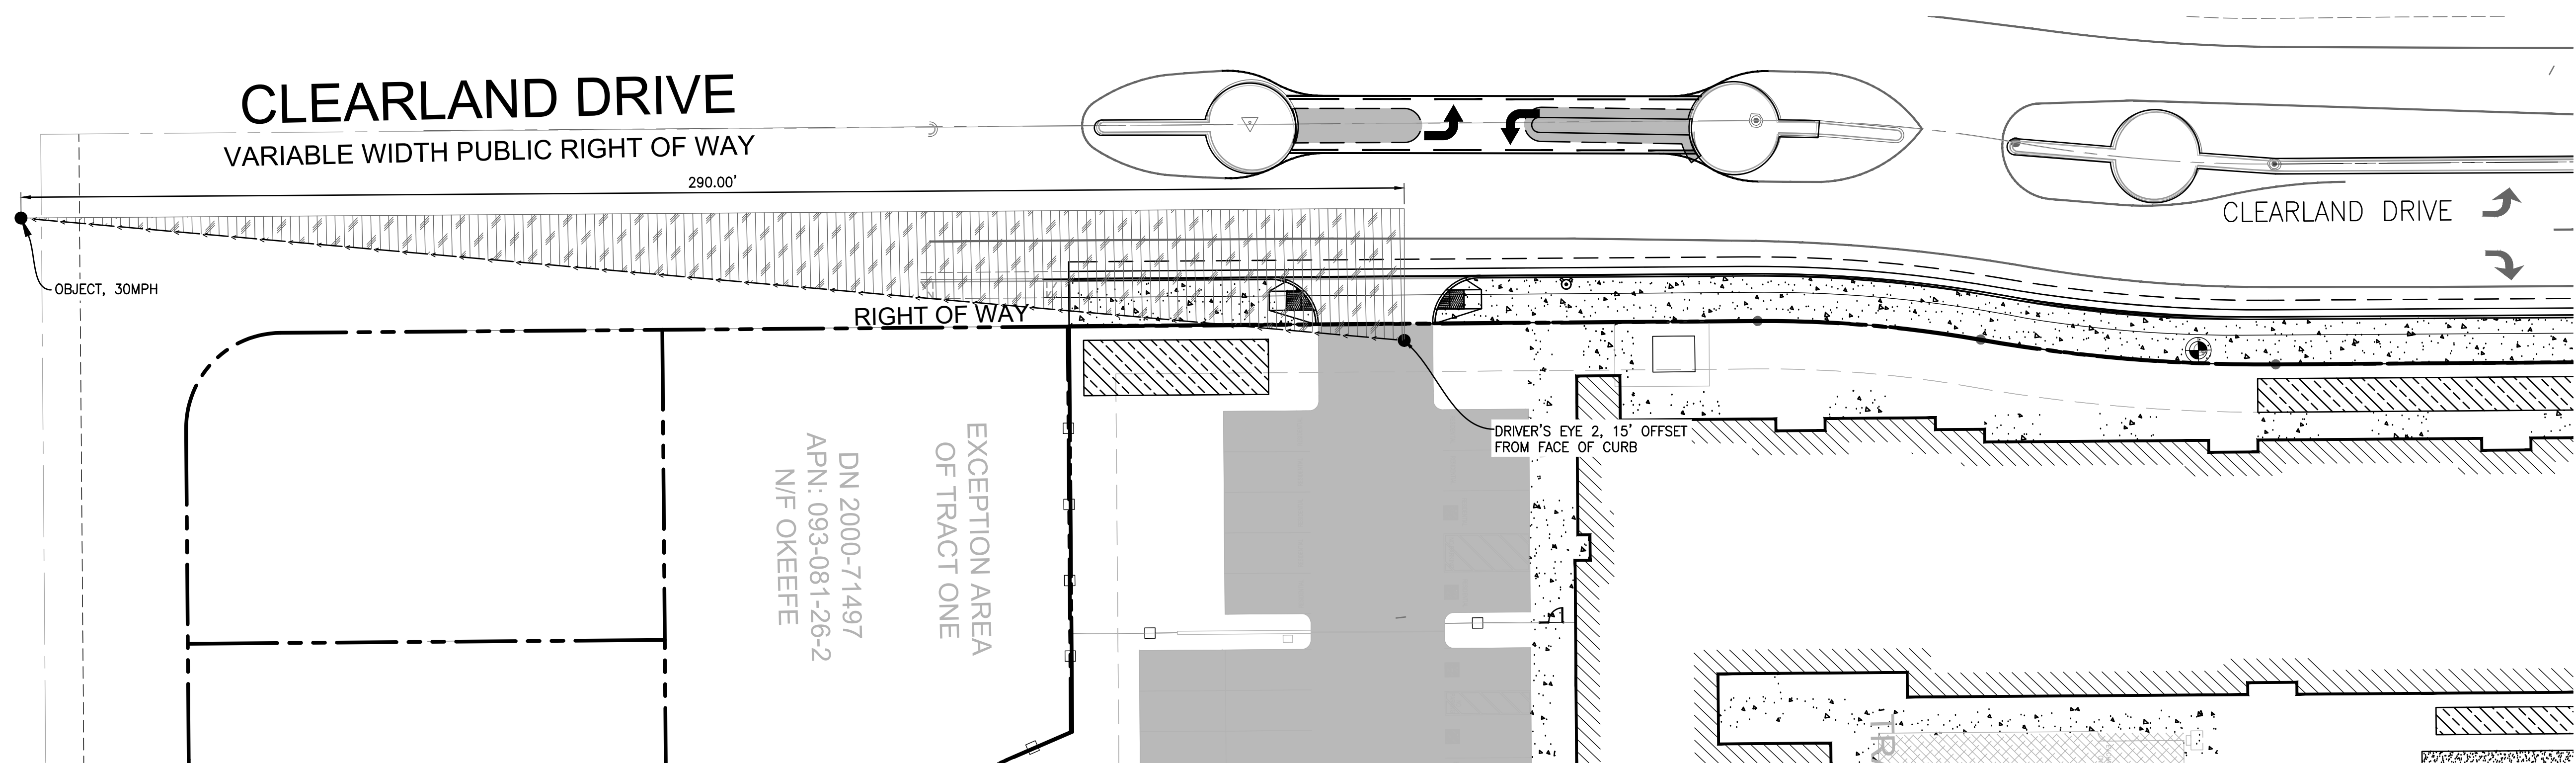 CLEARLAND DRIVE
VARIABLE WIDTH PUBLIC RIGHT OF WAY
290.00'
CLEARLAND DRIVE
OBJECT, 30MPH
RIGHT OF WAY
DRIVER'S EYE 2, 15' OFFSET
FROM FACE OF CURB
EXCEPTION AREA
OF TRACT ONE
DN 2000-71497
APN: 093-081-26-2
N/F OKEEFE
TR